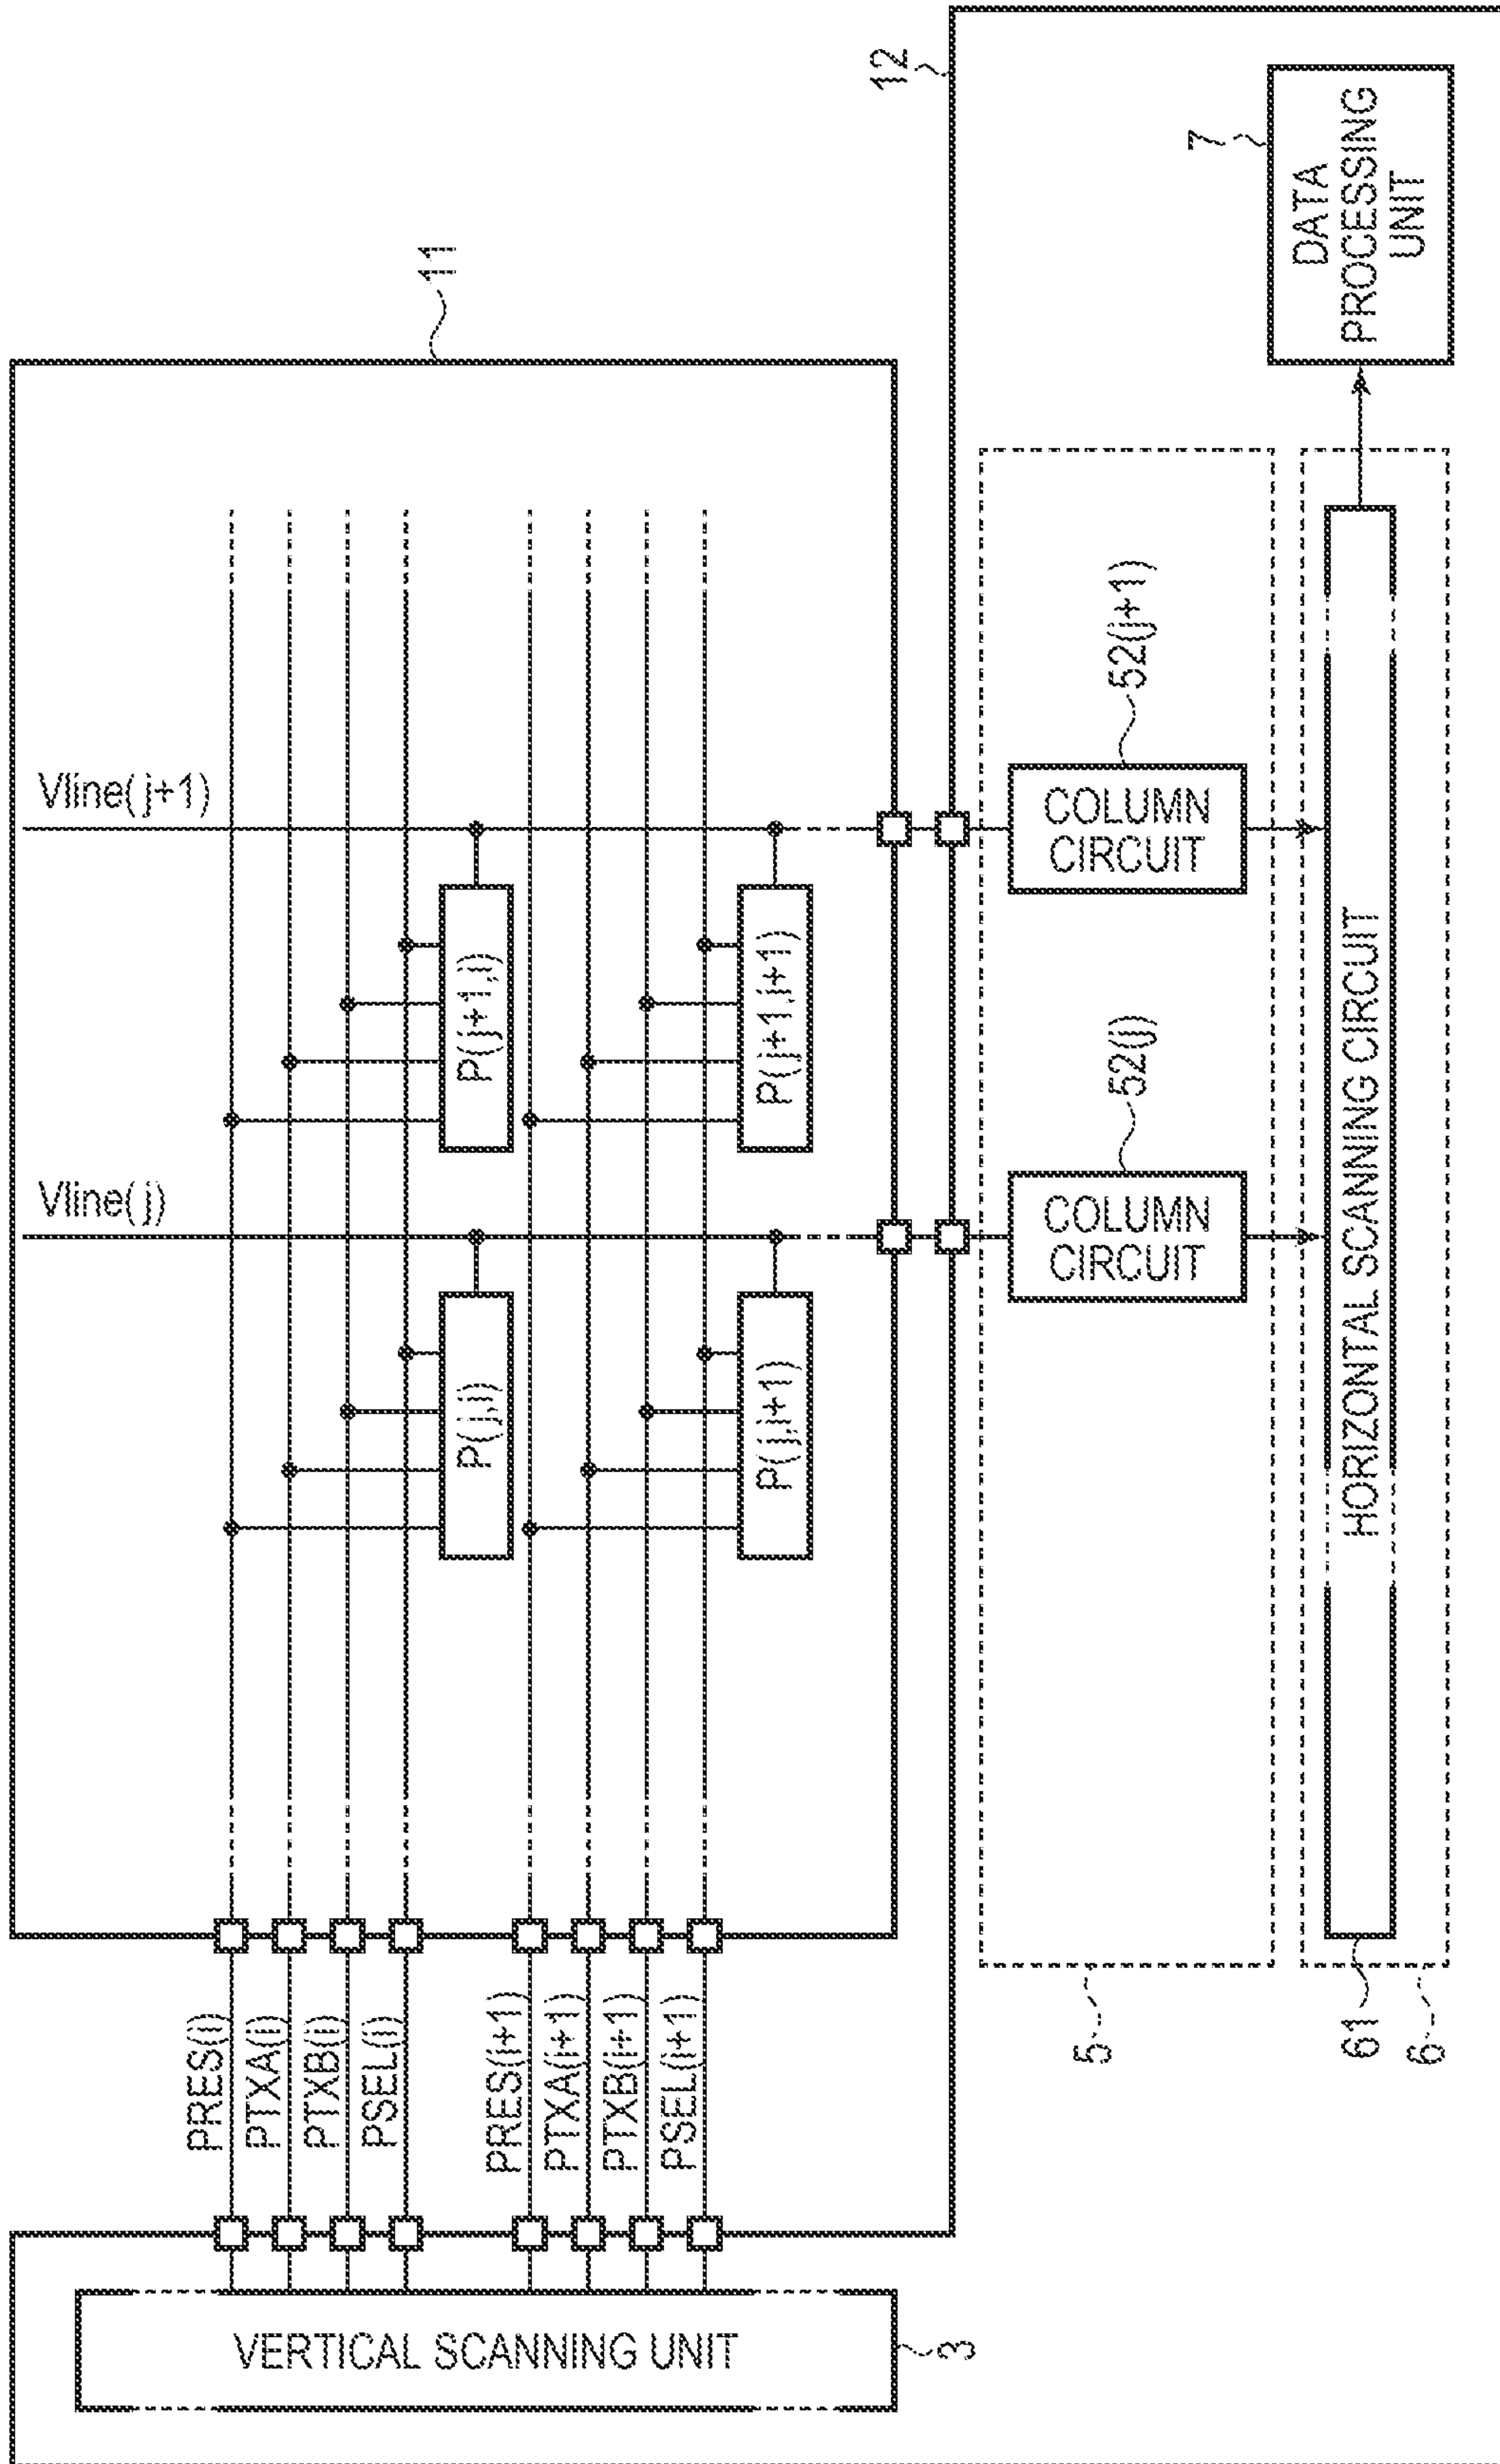 12
7
DATA
PROCESSING
UNIT
11
Vline(j+1)
52(j+1)
COLUMN
CIRCUIT
P(j+1,i)
P(j+1,i+1)
Vline(j)
52(j)
COLUMN
CIRCUIT
P(j,i)
P(j,i+1)
HORIZONTAL SCANNING CIRCUIT
PRES(i)
PTXA(i)
PTXB(i)
PSEL(i)
PRES(i+1)
PTXA(i+1)
PTXB(i+1)
PSEL(i+1)
5
61
6
VERTICAL SCANNING UNIT
3